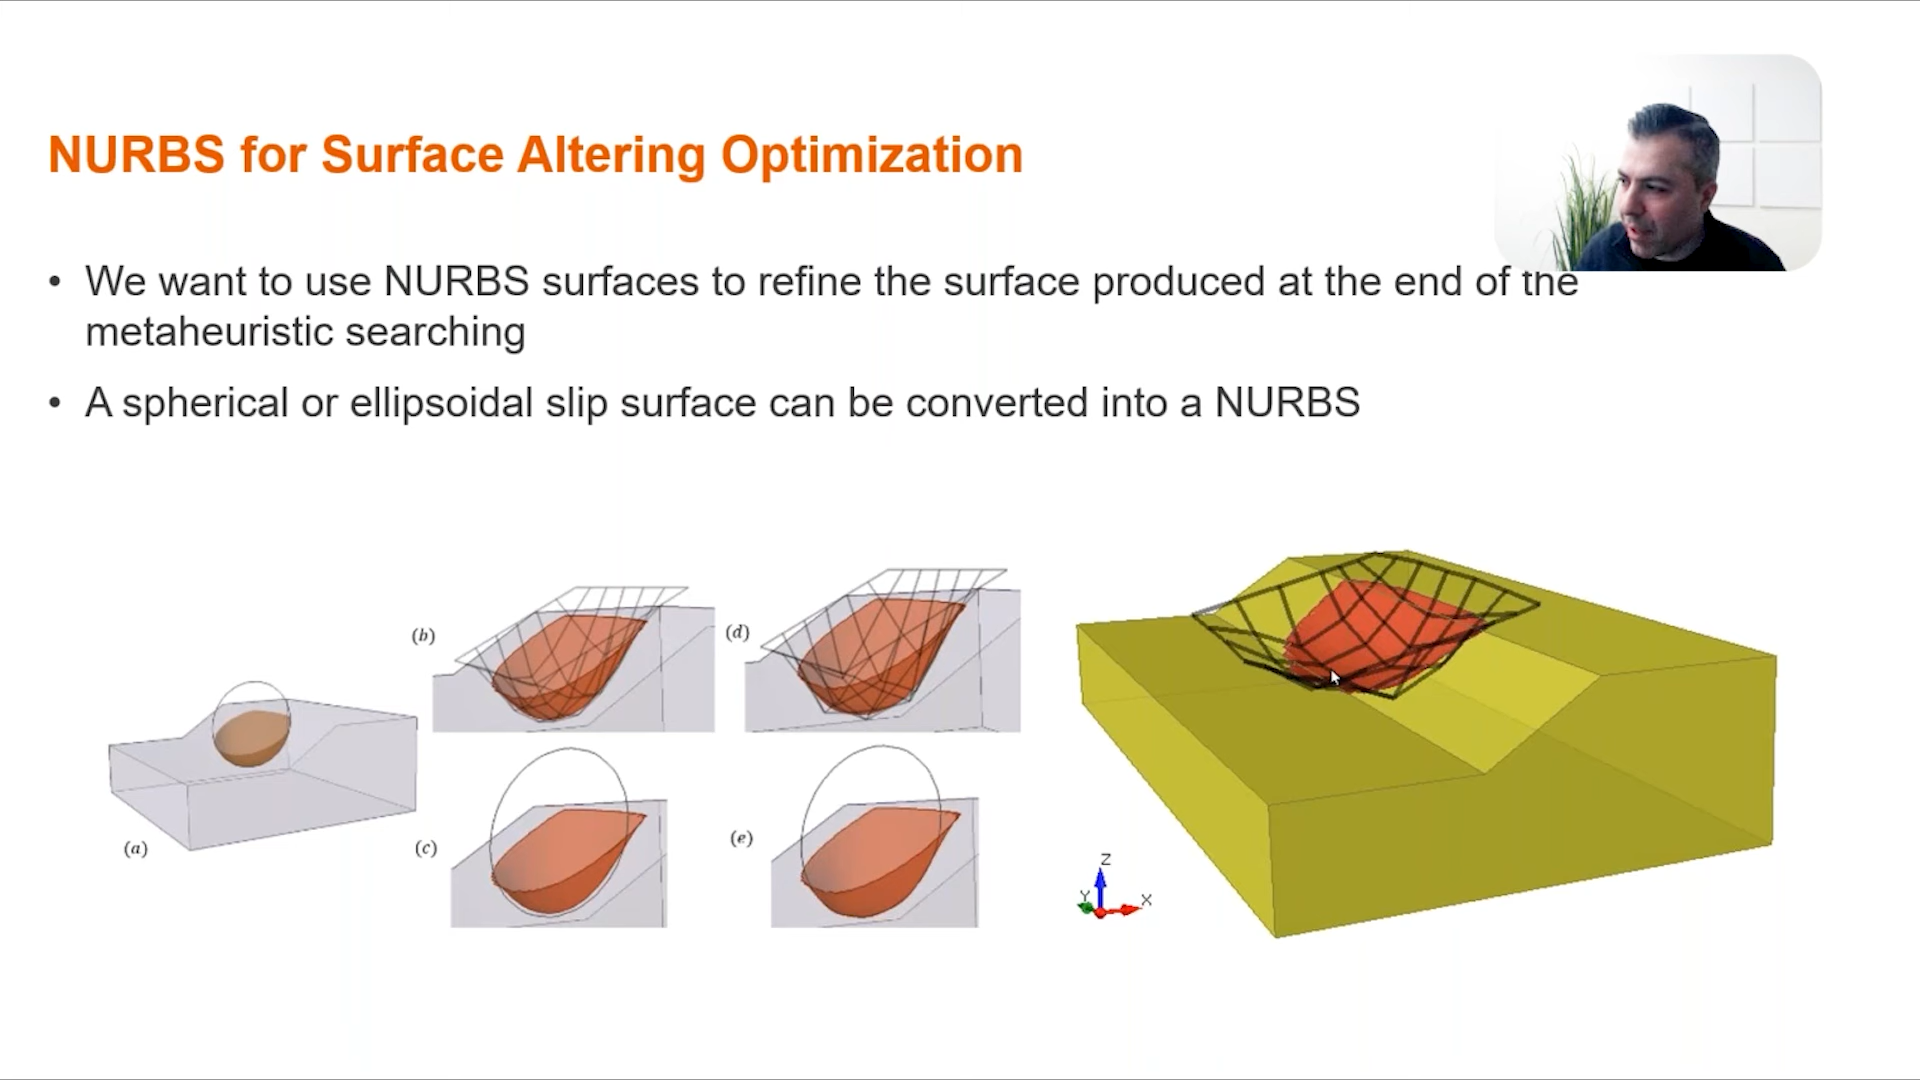 NURBS for Surface Altering Optimization
• We want to use NURBS surfaces to refine the surface produced at the end of the
metaheuristic searching
• A spherical or ellipsoidal slip surface can be converted into a NURBS
(b)
(d)
(a)
(c)
(e)
Z
Y
X